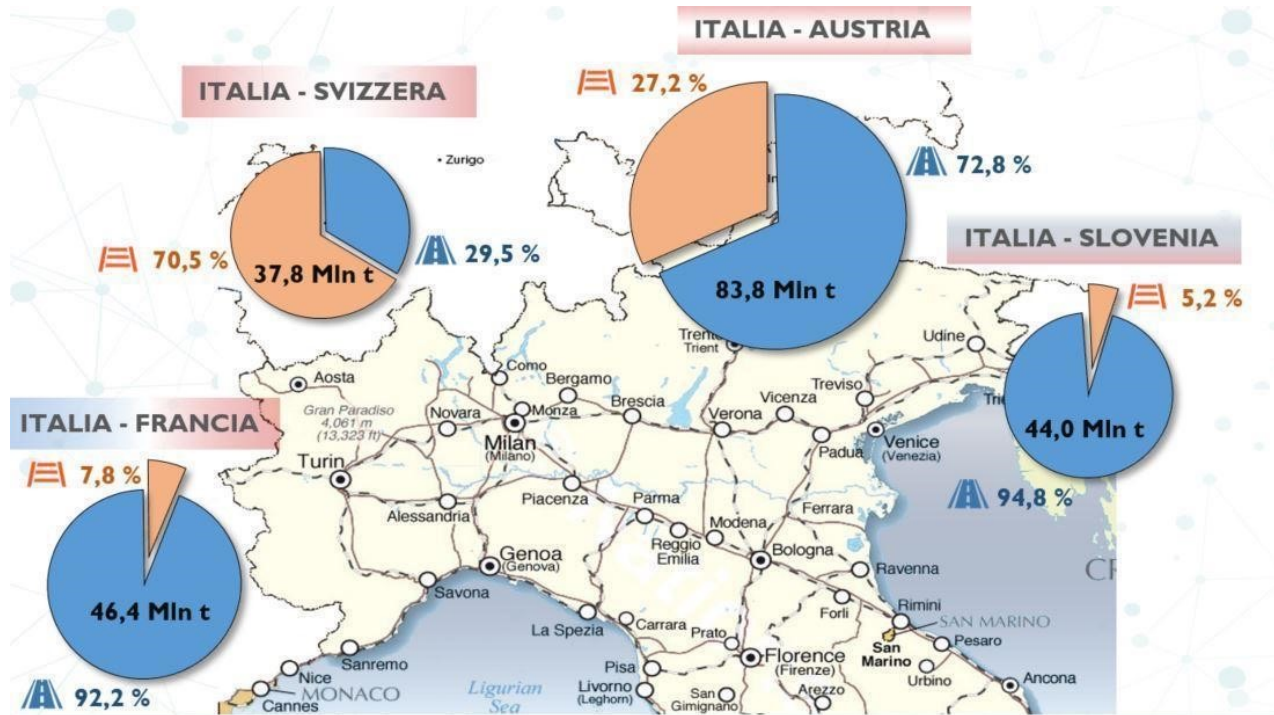 ITALIA - AUSTRIA
27,2 %
72,8 %
83,8 Mln t
ITALIA - SVIZZERA
Zurigo
70,5 %
29,5 %
37,8 Mln t
ITALIA - SLOVENIA
5,2 %
44,0 Mln t
94,8 %
ITALIA - FRANCIA
7,8 %
46,4 Mln t
92,2 %
Trento
Trient
Udine
Aosta
Como
Bergamo
Treviso
Gran Paradiso
4,061 m
(13,323 ft)
Novara
Monza
Brescia
Verona
Vicenza
Milan
(Milano)
Padua
Venice
(Venezia)
Turin
Piacenza
Parma
Ferrara
Alessandria
Modena
Reggio
Emilia
Bologna
Genoa
(Genova)
Ravenna
Savona
Forli
Rimini
La Spezia
Carrara
Prato
SAN MARINO
San
Marino
Pesaro
Sanremo
Pisa
Florence
(Firenze)
Urbino
Nice
MONACO
Cannes
Ligurian
Sea
Livorno
(Leghorn)
San
Gimignano
Arezzo
Ancona